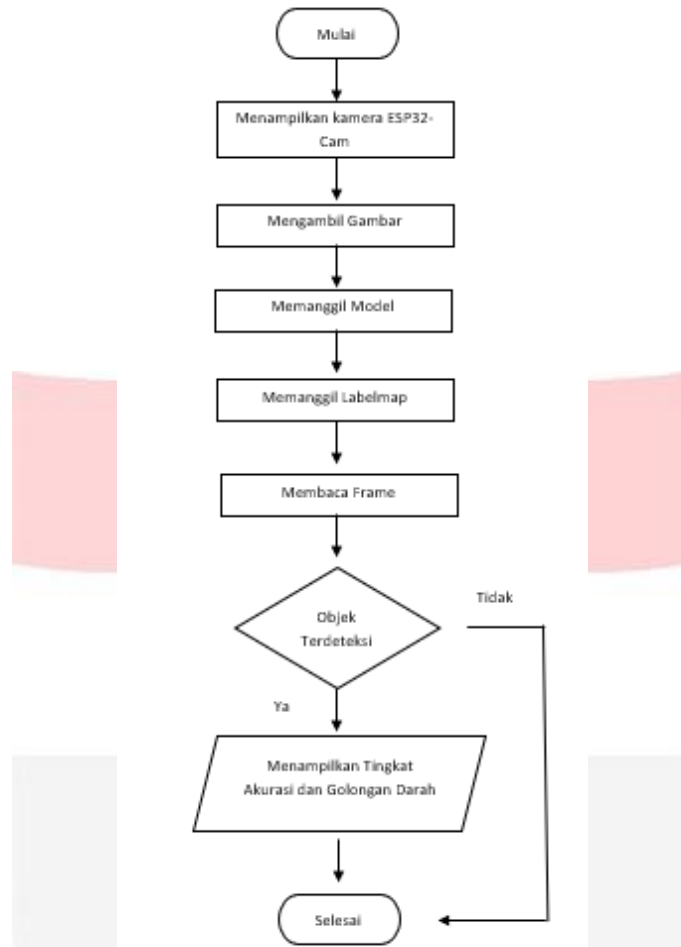 Mulai
Menampilkan kamera ESP32-
Cam
Mengambil Gambar
Memanggil Model
Memanggil Labelmap
Membaca Frame
Objek
Terdeteksi
Tidak
Ya
Menampilkan Tingkat
Akurasi dan Golongan Darah
Selesai